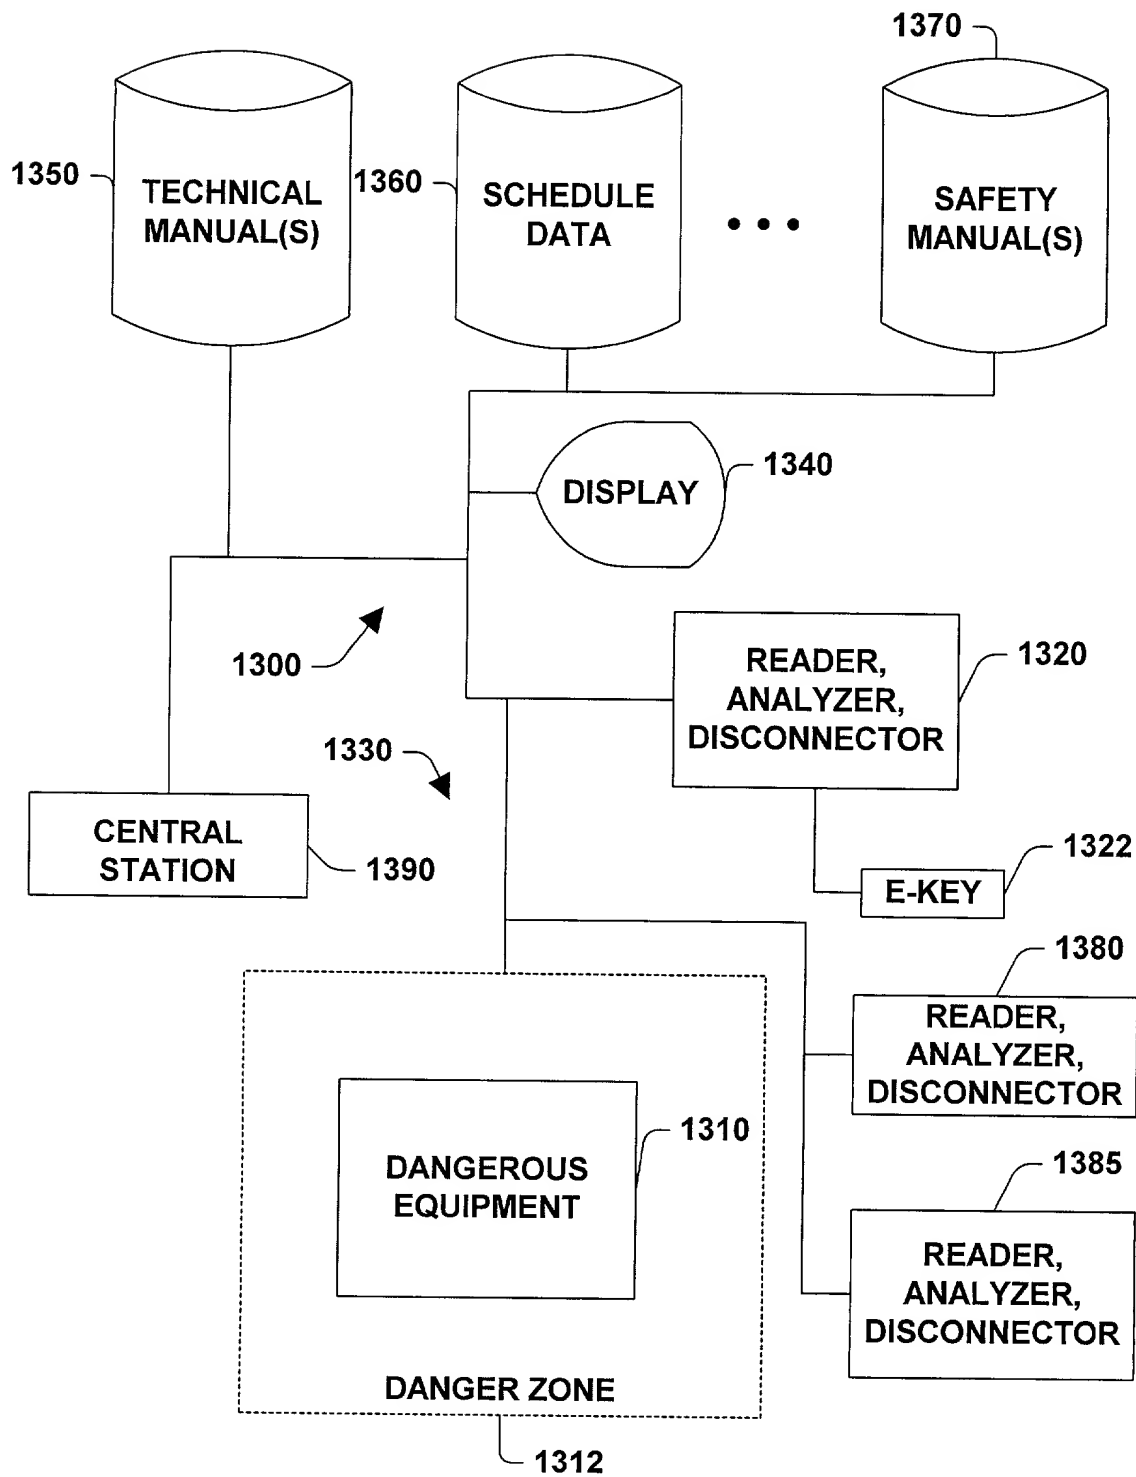 1370
1350
TECHNICAL
MANUAL(S)
1360
SCHEDULE
DATA
SAFETY
MANUAL(S)
DISPLAY
1340
1300
READER,
ANALYZER,
DISCONNECTOR
1320
1330
CENTRAL
STATION
1390
1322
E-KEY
1380
READER,
ANALYZER,
DISCONNECTOR
DANGEROUS
EQUIPMENT
1310
1385
READER,
ANALYZER,
DISCONNECTOR
DANGER ZONE
1312